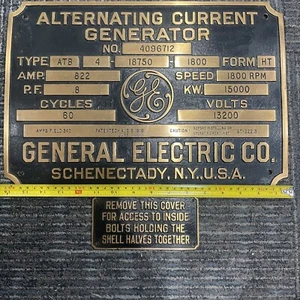 ALTERNATING CURRENT
GENERATOR
NO. 4096712
TYPE ATB 4 - 18750 - 1800 FORM HT
AMP. 822 SPEED 1800 RPM
P.F. .8 KW. 15000
CYCLES VOLTS
60 13200
GE
CAUTION
GENERAL ELECTRIC CO.
SCHENECTADY, N.Y. U.S.A.
REMOVE THIS COVER
FOR ACCESS TO INSIDE
BOLTS HOLDING THE
SHELL HALVES TOGETHER